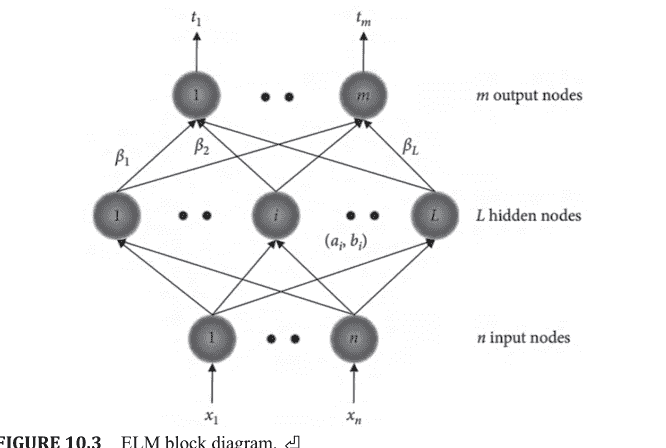 t1 tm
1 m m output nodes
β1 β2 βL
1 i L L hidden nodes
(ai, bi)
1 n n input nodes
x1 xn
FIGURE 10.3 ELM block diagram. ⏎